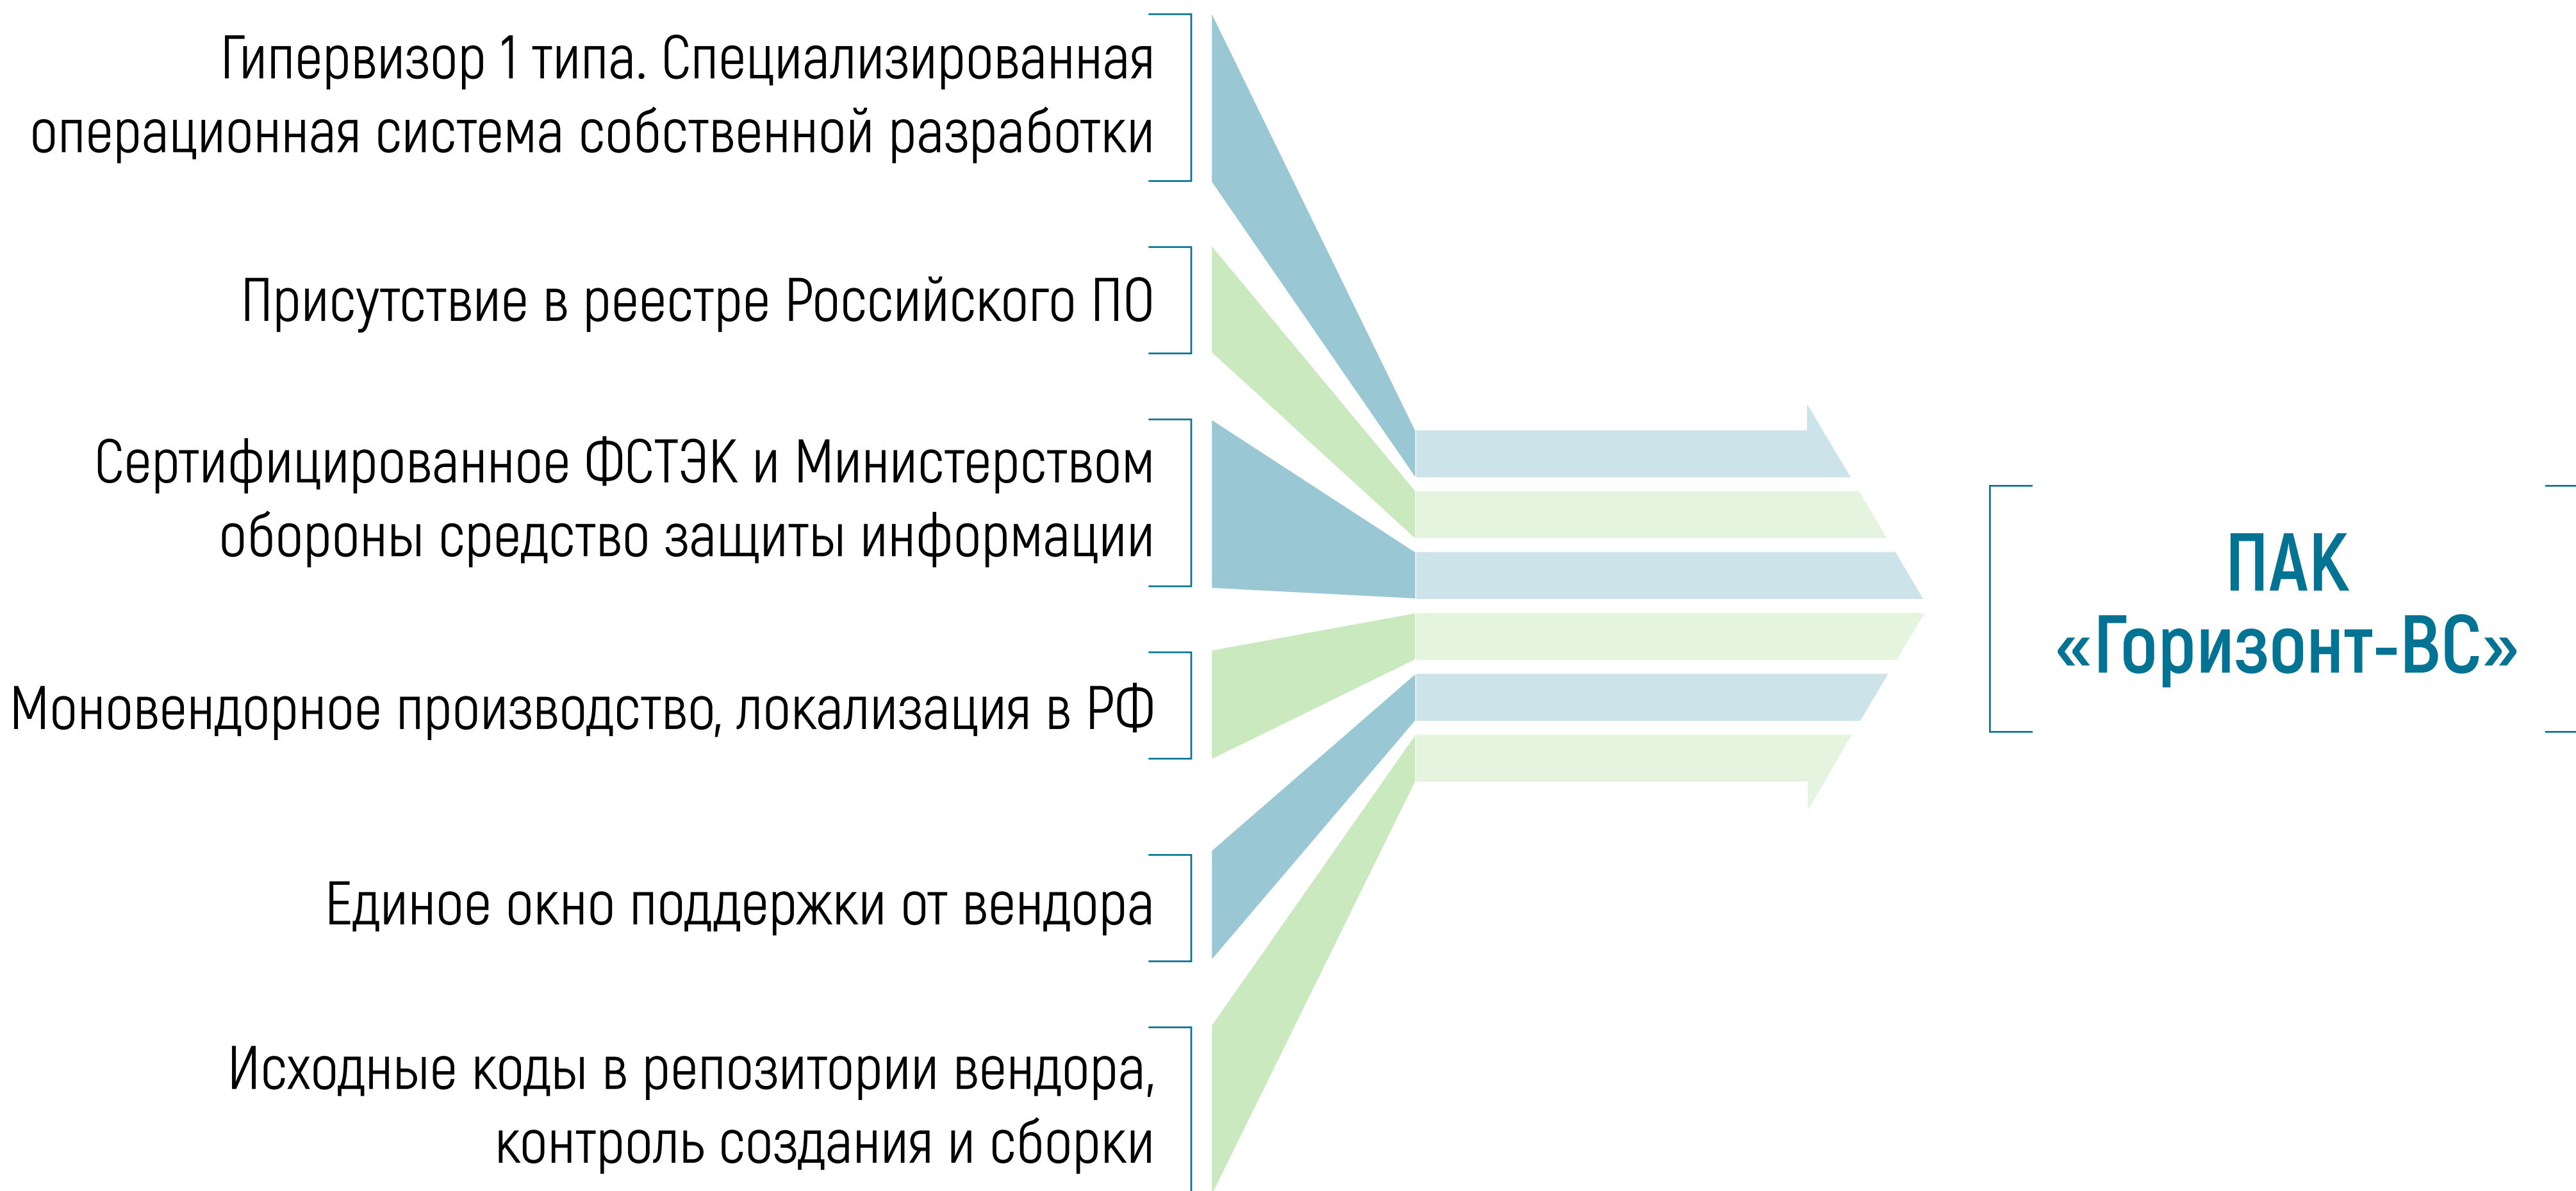 Гипервизор 1 типа. Специализированная
операционная система собственной разработки
Присутствие в реестре Российского ПО
Сертифицированное ФСТЭК и Министерством
обороны средство защиты информации
Моновендорное производство, локализация в РФ
Единое окно поддержки от вендора
Исходные коды в репозитории вендора,
контроль создания и сборки
ПАК
«Горизонт-ВС»